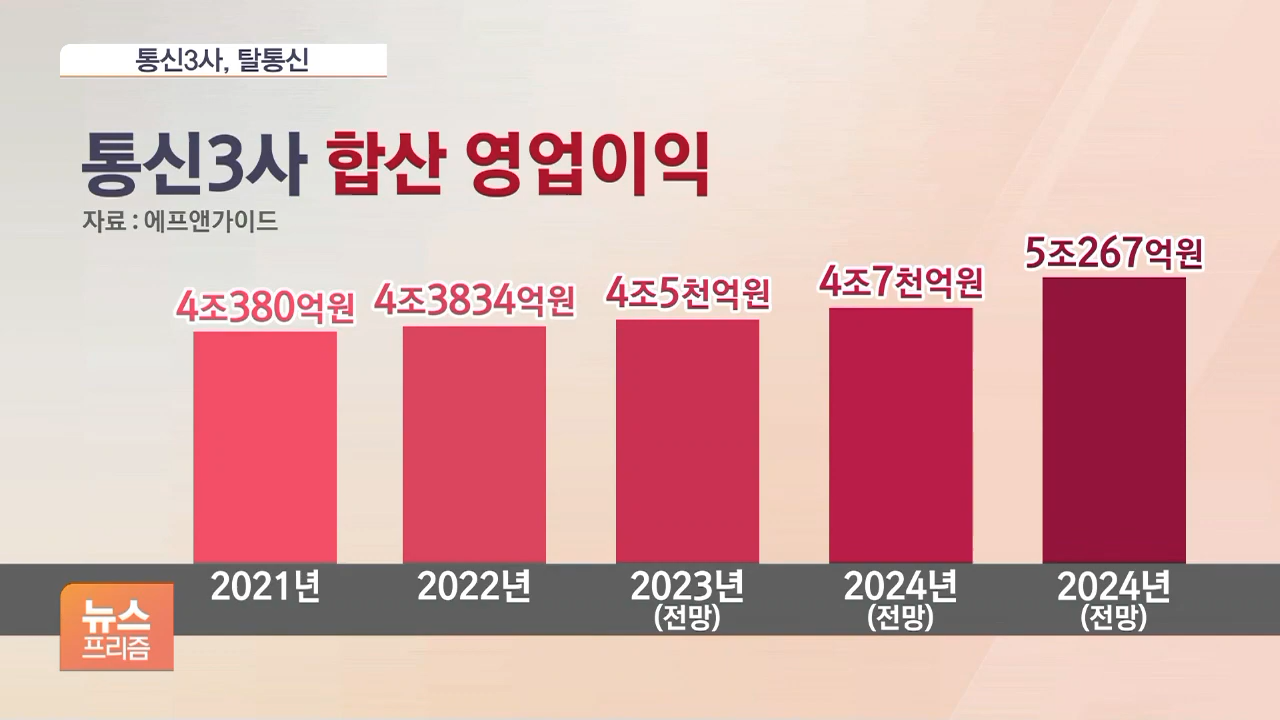 통신3사, 탈통신
통신3사 합산 영업이익
자료 : 에프앤가이드
4조380억원
4조3834억원
4조5천억원
4조7천억원
5조267억원
2021년
2022년
2023년
(전망)
2024년
(전망)
2024년
(전망)
뉴스
프리즘